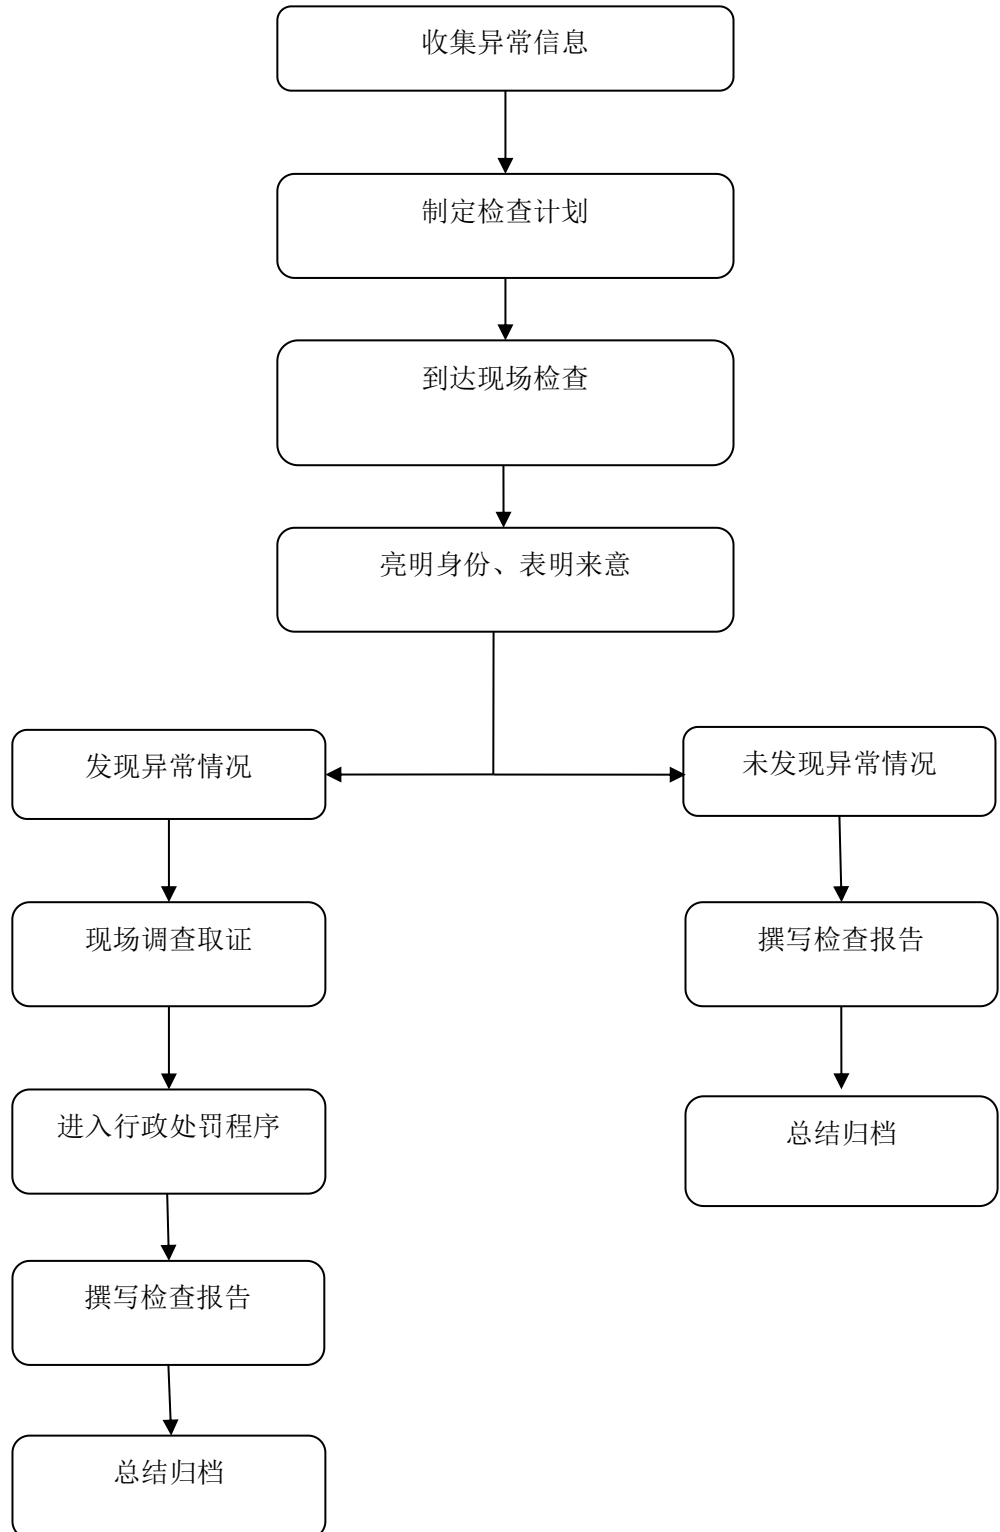 收集异常信息
制定检查计划
到达现场检查
亮明身份、表明来意
发现异常情况
未发现异常情况
现场调查取证
撰写检查报告
进入行政处罚程序
总结归档
撰写检查报告
总结归档